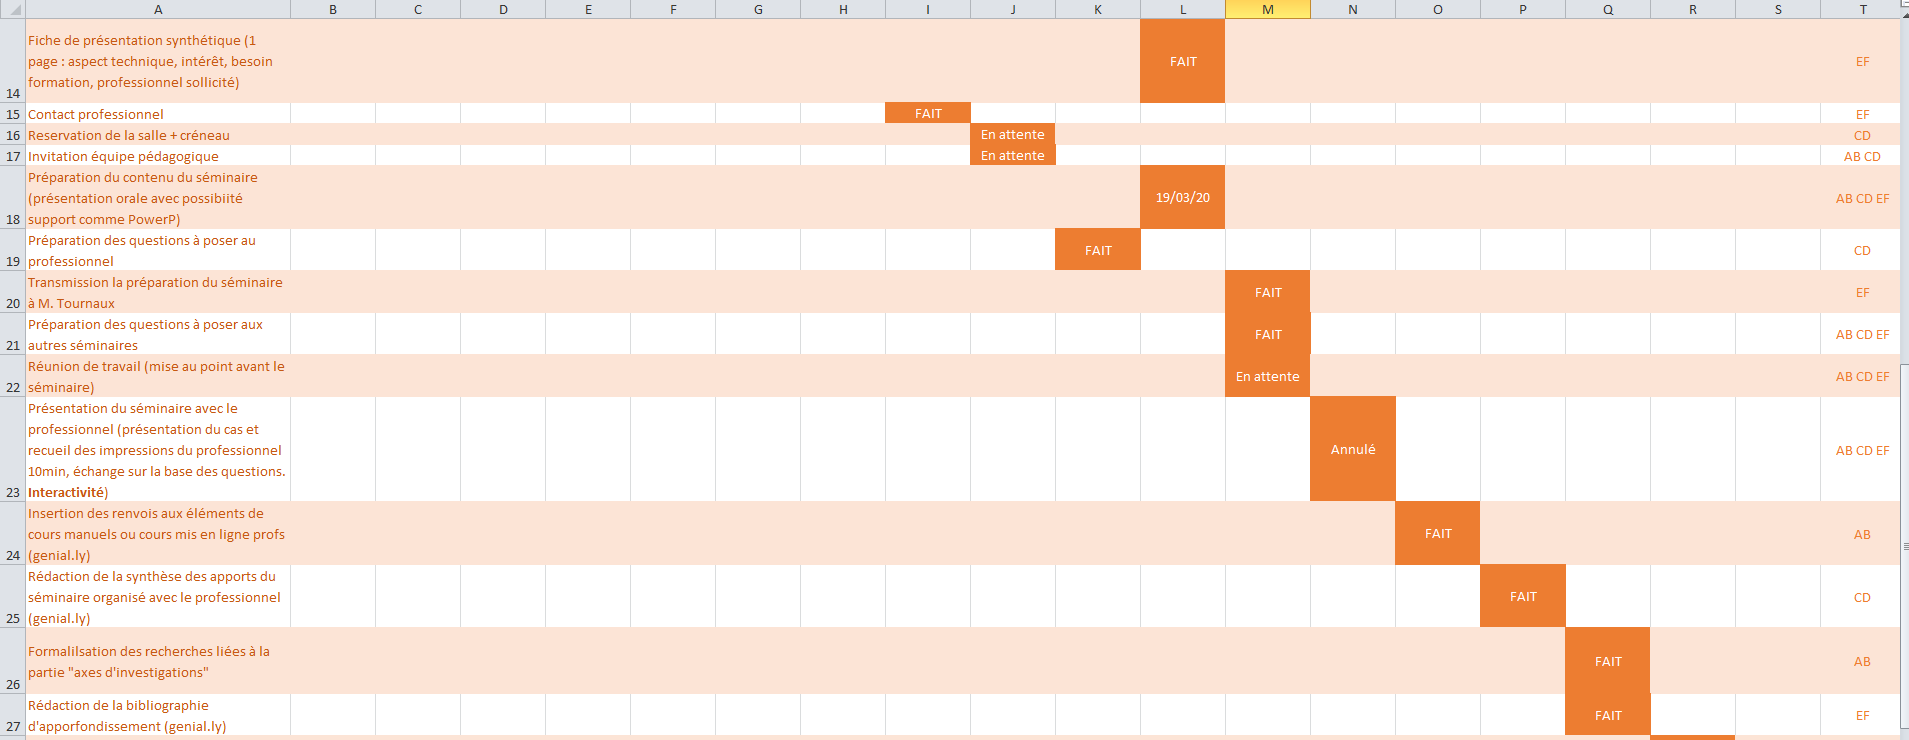 A B C D E F G H I J K L M N O P Q R S T
Fiche de présentation synthétique (1
page : aspect technique, intérêt, besoin
formation, professionnel sollicité)
14 FAIT EF
15 Contact professionnel FAIT EF
16 Reservation de la salle + créneau En attente CD
17 Invitation équipe pédagogique En attente AB CD
Préparation du contenu du séminaire
(présentation orale avec possibiité
support comme PowerP)
18 19/03/20 AB CD EF
Préparation des questions à poser au
professionnel
19 FAIT CD
Transmission la préparation du séminaire
à M. Tournaux
20 FAIT EF
Préparation des questions à poser aux
autres séminaires
21 FAIT AB CD EF
Réunion de travail (mise au point avant le
séminaire)
22 En attente AB CD EF
Présentation du séminaire avec le
professionnel (présentation du cas et
recueil des impressions du professionnel
10min, échange sur la base des questions.
Interactivité)
23 Annulé AB CD EF
Insertion des renvois aux éléments de
cours manuels ou cours mis en ligne profs
(genial.ly)
24 FAIT AB
Rédaction de la synthèse des apports du
séminaire organisé avec le professionnel
(genial.ly)
25 FAIT CD
Formalilsation des recherches liées à la
partie "axes d'investigations"
26 FAIT AB
Rédaction de la bibliographie
d'apporfondissement (genial.ly)
27 FAIT EF